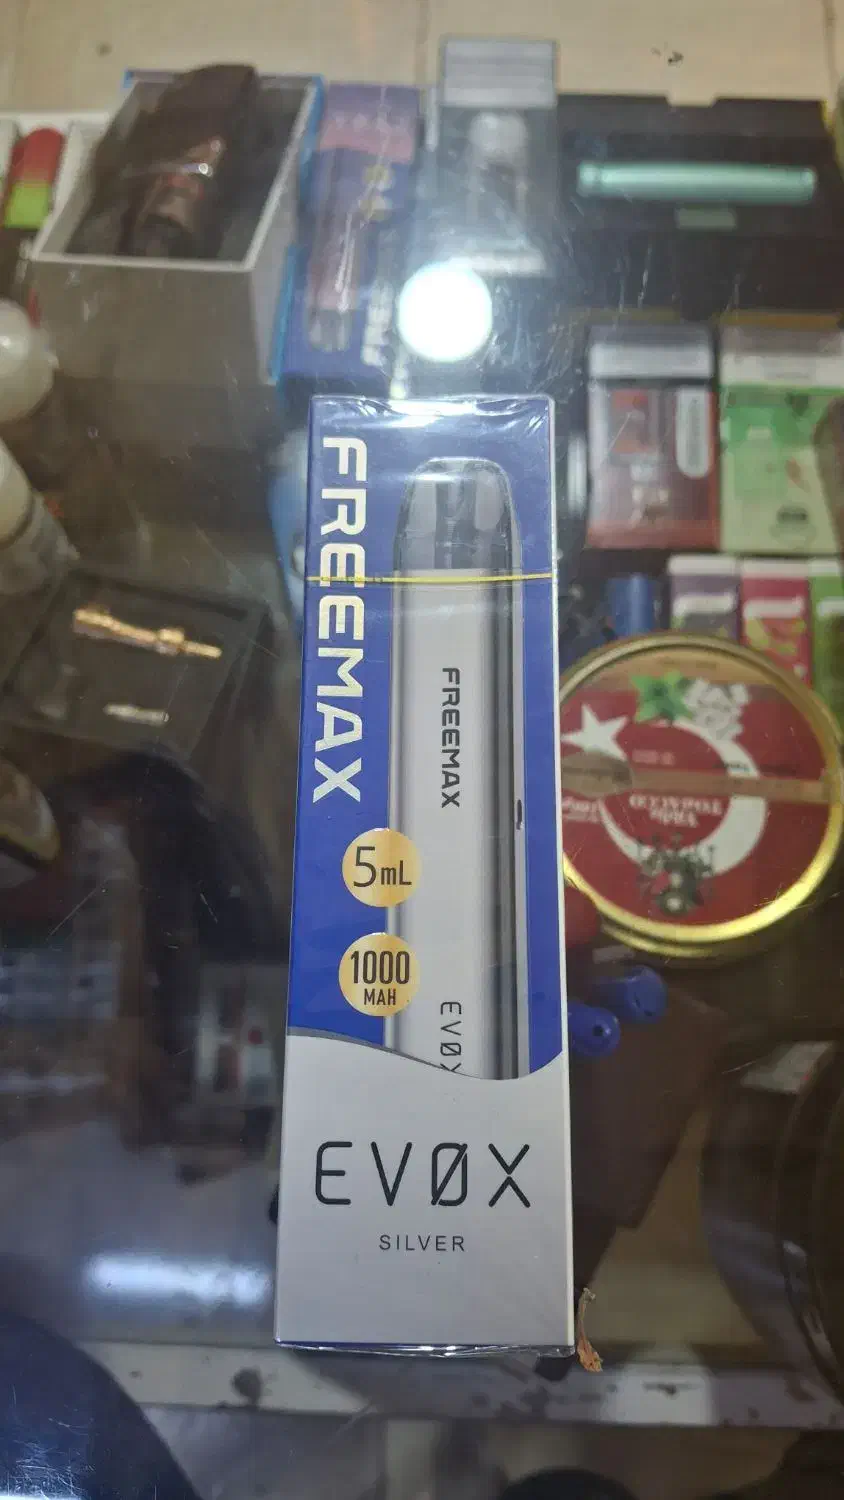 FREEMAX
FREEMAX
5mL
1000
MAH
EVØX
EVØX
SILVER